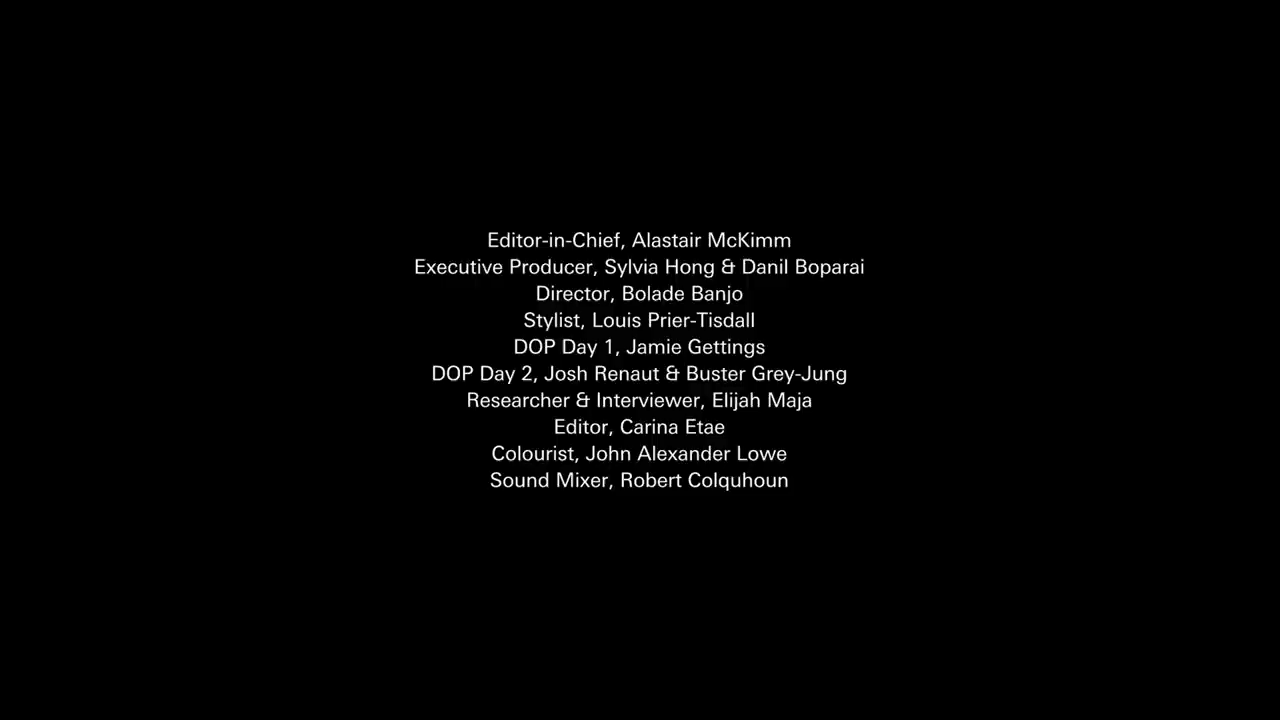 Editor-in-Chief, Alastair McKimm
Executive Producer, Sylvia Hong & Danil Boparai
Director, Bolade Banjo
Stylist, Louis Prier-Tisdall
DOP Day 1, Jamie Gettings
DOP Day 2, Josh Renaut & Buster Grey-Jung
Researcher & Interviewer, Elijah Maja
Editor, Carina Etae
Colourist, John Alexander Lowe
Sound Mixer, Robert Colquhoun